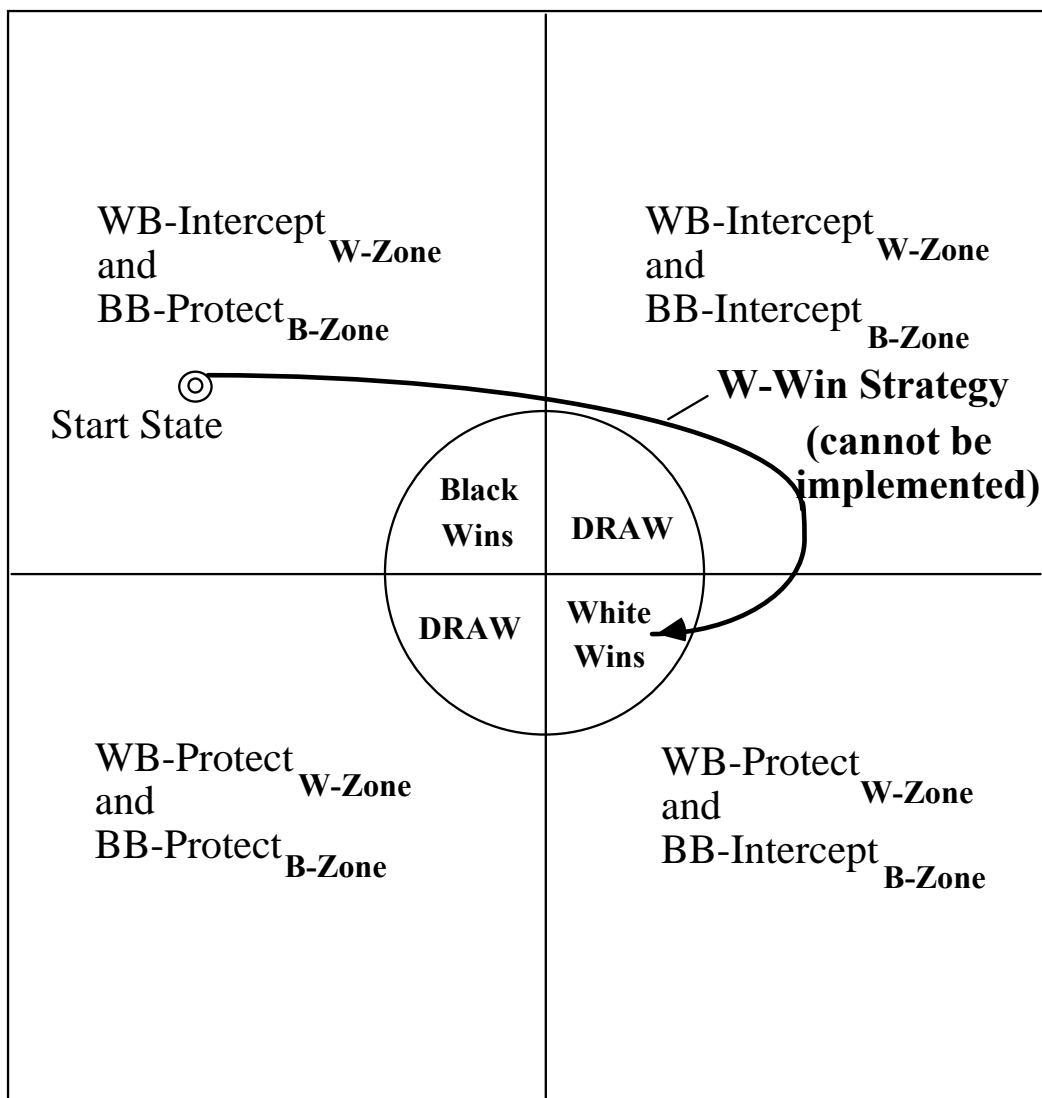 WB-Intercept W-Zone
and
BB-Protect B-Zone
WB-Intercept W-Zone
and
BB-Intercept B-Zone
Start State
W-Win Strategy
(cannot be
implemented)
Black
Wins
DRAW
DRAW
White
Wins
WB-Protect W-Zone
and
BB-Protect B-Zone
WB-Protect W-Zone
and
BB-Intercept B-Zone